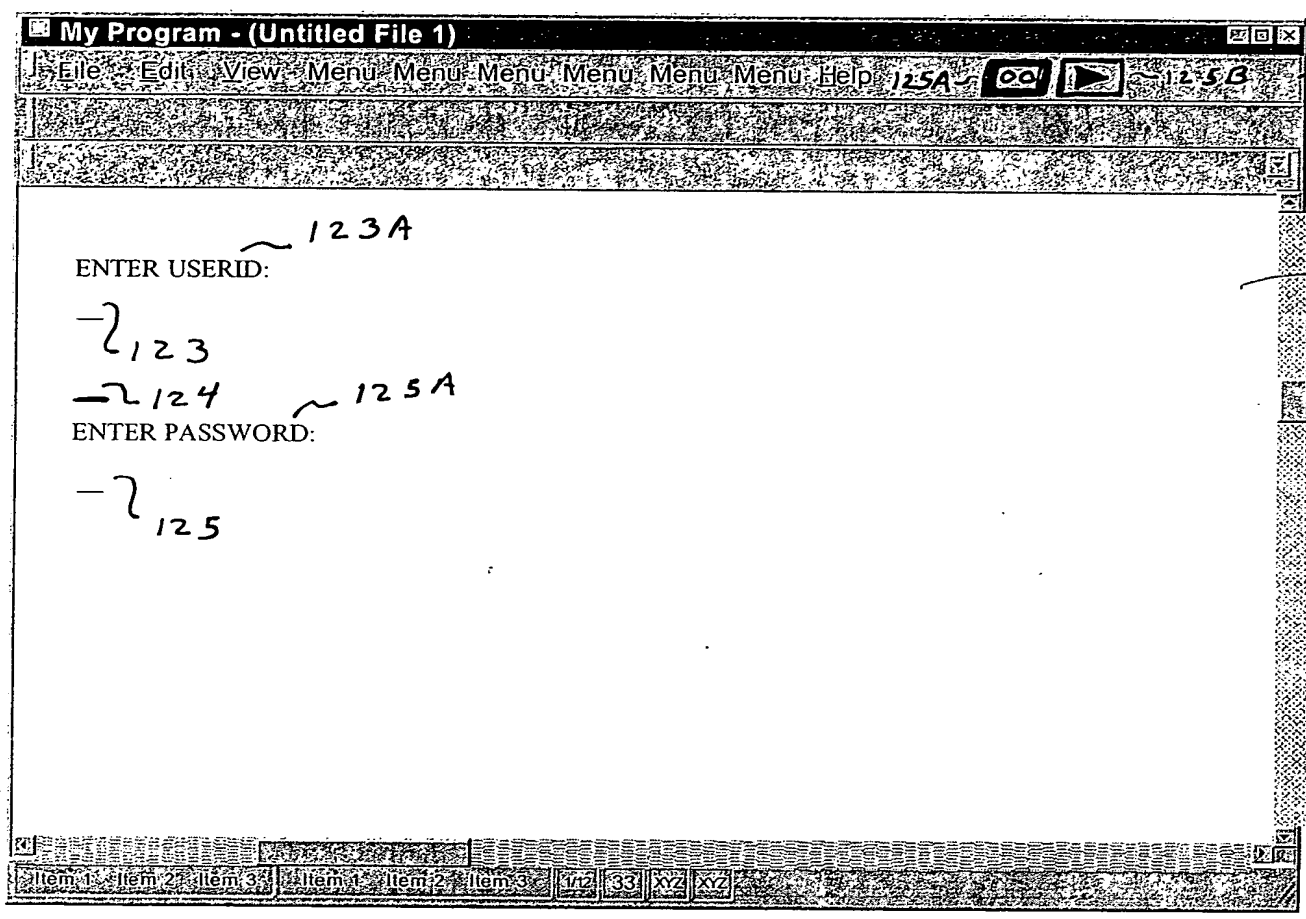 My Program - (Untitled File 1)
File Edit View Menu Menu Menu Menu Menu Menu Help 125A 125B
123A
ENTER USERID:
123
124
125A
ENTER PASSWORD:
125
Item 1 Item 2 Item 3 Item 1 Item 2 Item 3 1/12 33 XYZ XYZ